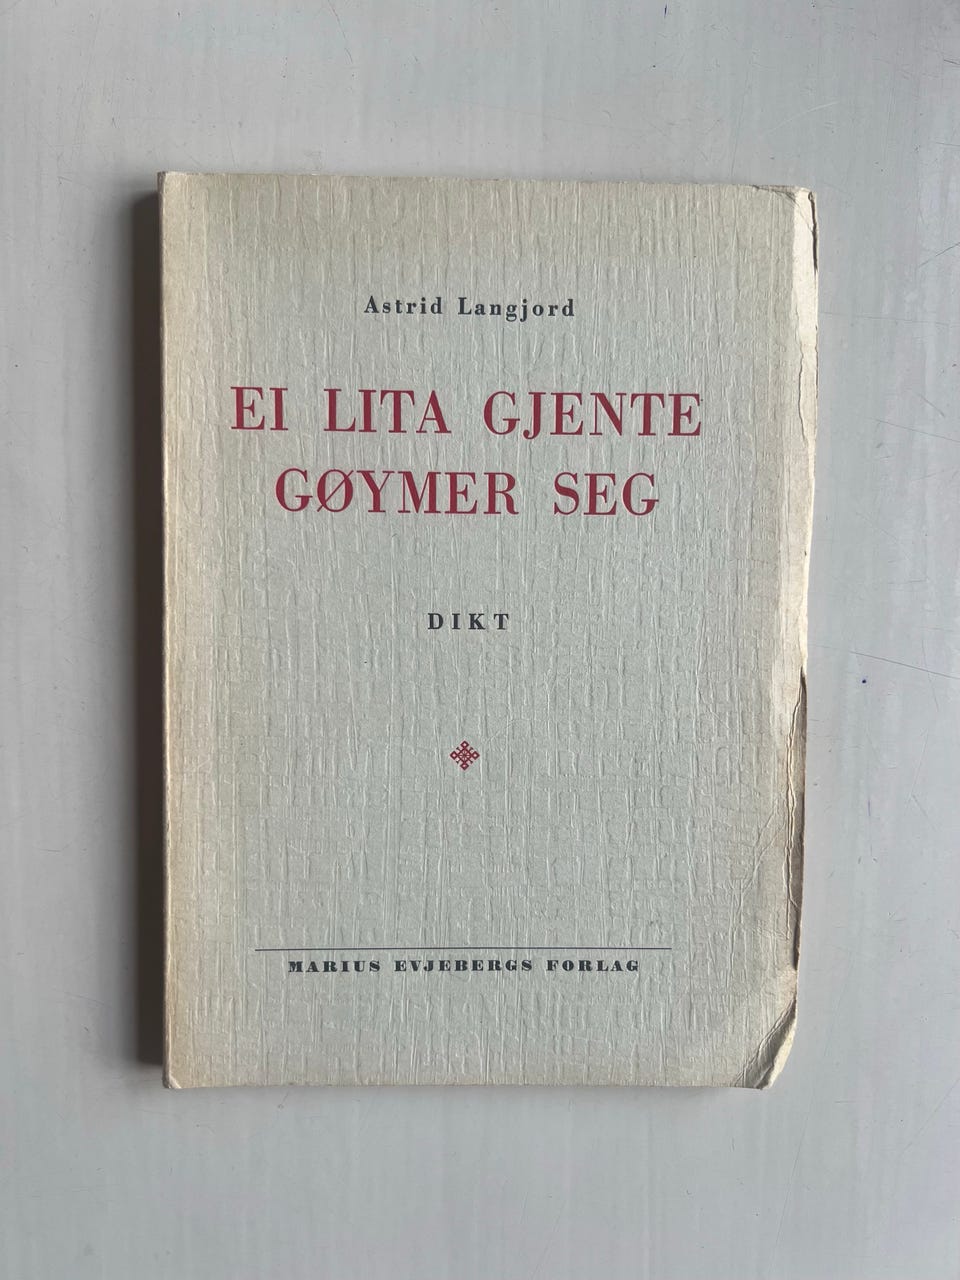 Astrid Langjord
EI LITA GJENTE
GØYMER SEG
DIKT
MARIUS EVJEBERGS FORLAG